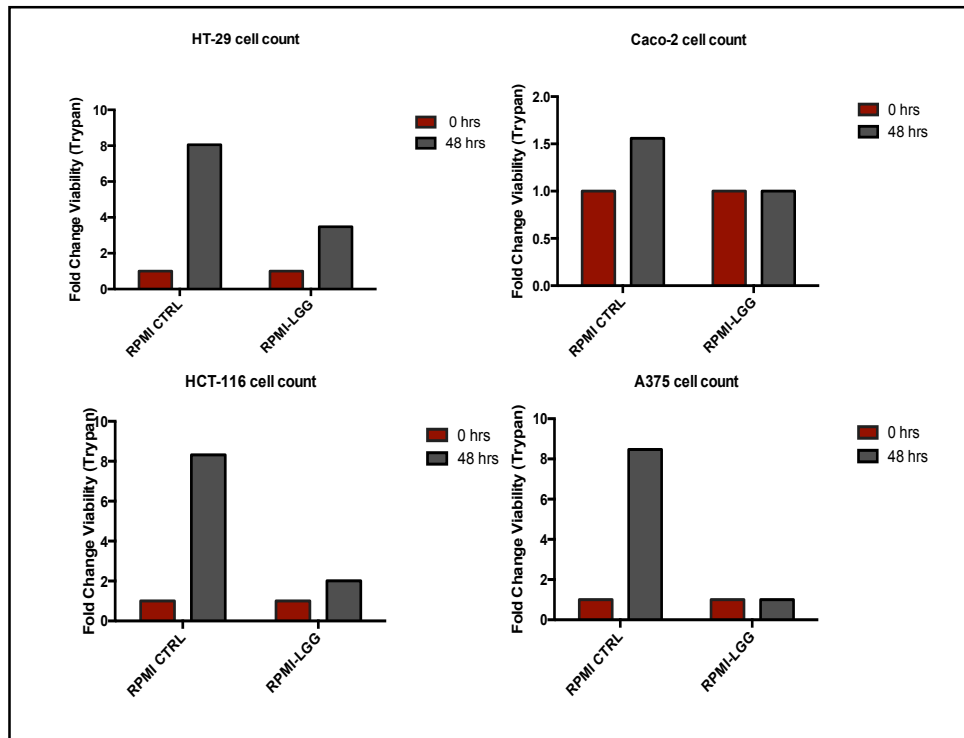 HT-29 cell count
Fold Change Viability (Trypan)
10
8
6
4
2
0
RPMI CTRL
RPMI-LGG
0 hrs
48 hrs
Caco-2 cell count
Fold Change Viability (Trypan)
2.0
1.5
1.0
0.5
0.0
RPMI CTRL
RPMI-LGG
0 hrs
48 hrs
HCT-116 cell count
Fold Change Viability (Trypan)
10
8
6
4
2
0
RPMI CTRL
RPMI-LGG
0 hrs
48 hrs
A375 cell count
Fold Change Viability (Trypan)
10
8
6
4
2
0
RPMI CTRL
RPMI-LGG
0 hrs
48 hrs